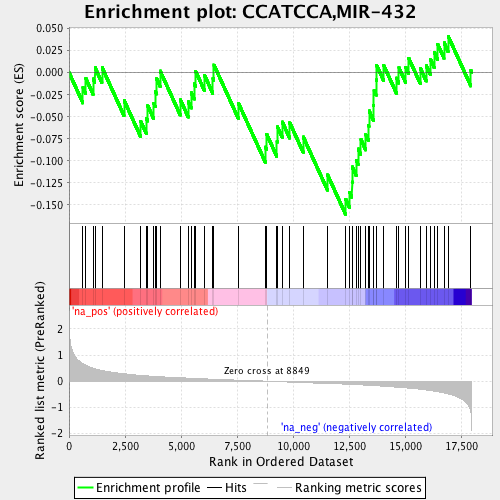 Enrichment plot: CCATCCA,MIR-432
Enrichment score (ES)
0.050
0.025
0.000
-0.025
-0.050
-0.075
-0.100
-0.125
-0.150
Ranked list metric (PreRanked)
'na_pos' (positively correlated)
2
1
0
-1
-2
Zero cross at 8849
'na_neg' (negatively correlated)
0 2,500 5,000 7,500 10,000 12,500 15,000 17,500
Rank in Ordered Dataset
Enrichment profile Hits Ranking metric scores